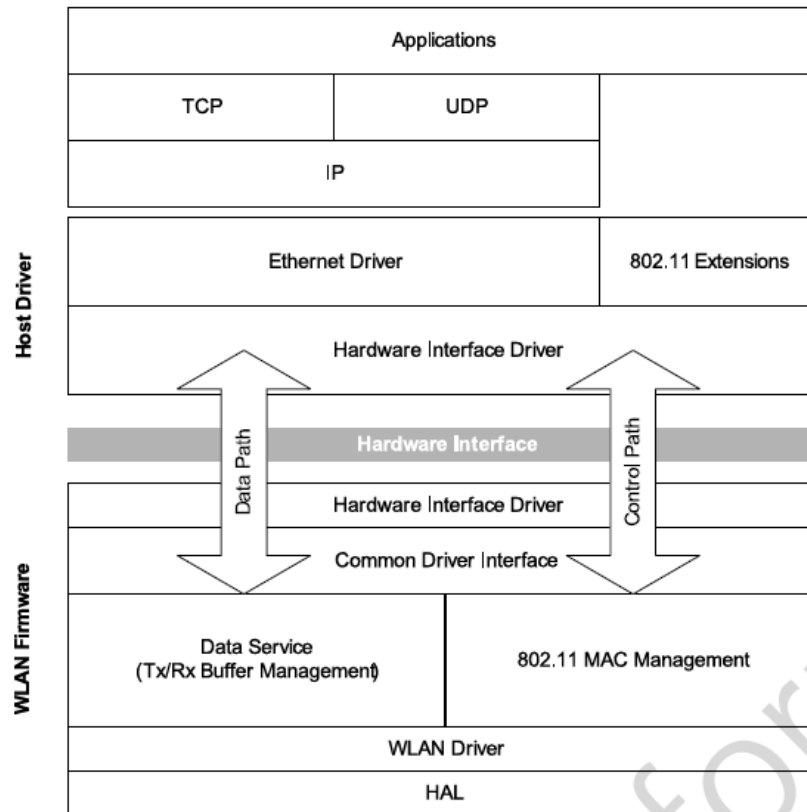 Applications
TCP
UDP
IP
Host Driver
Ethernet Driver
802.11 Extensions
Hardware Interface Driver
Data Path
Control Path
Hardware Interface
WLAN Firmware
Hardware Interface Driver
Common Driver Interface
Data Service
(Tx/Rx Buffer Management)
802.11 MAC Management
WLAN Driver
HAL
for